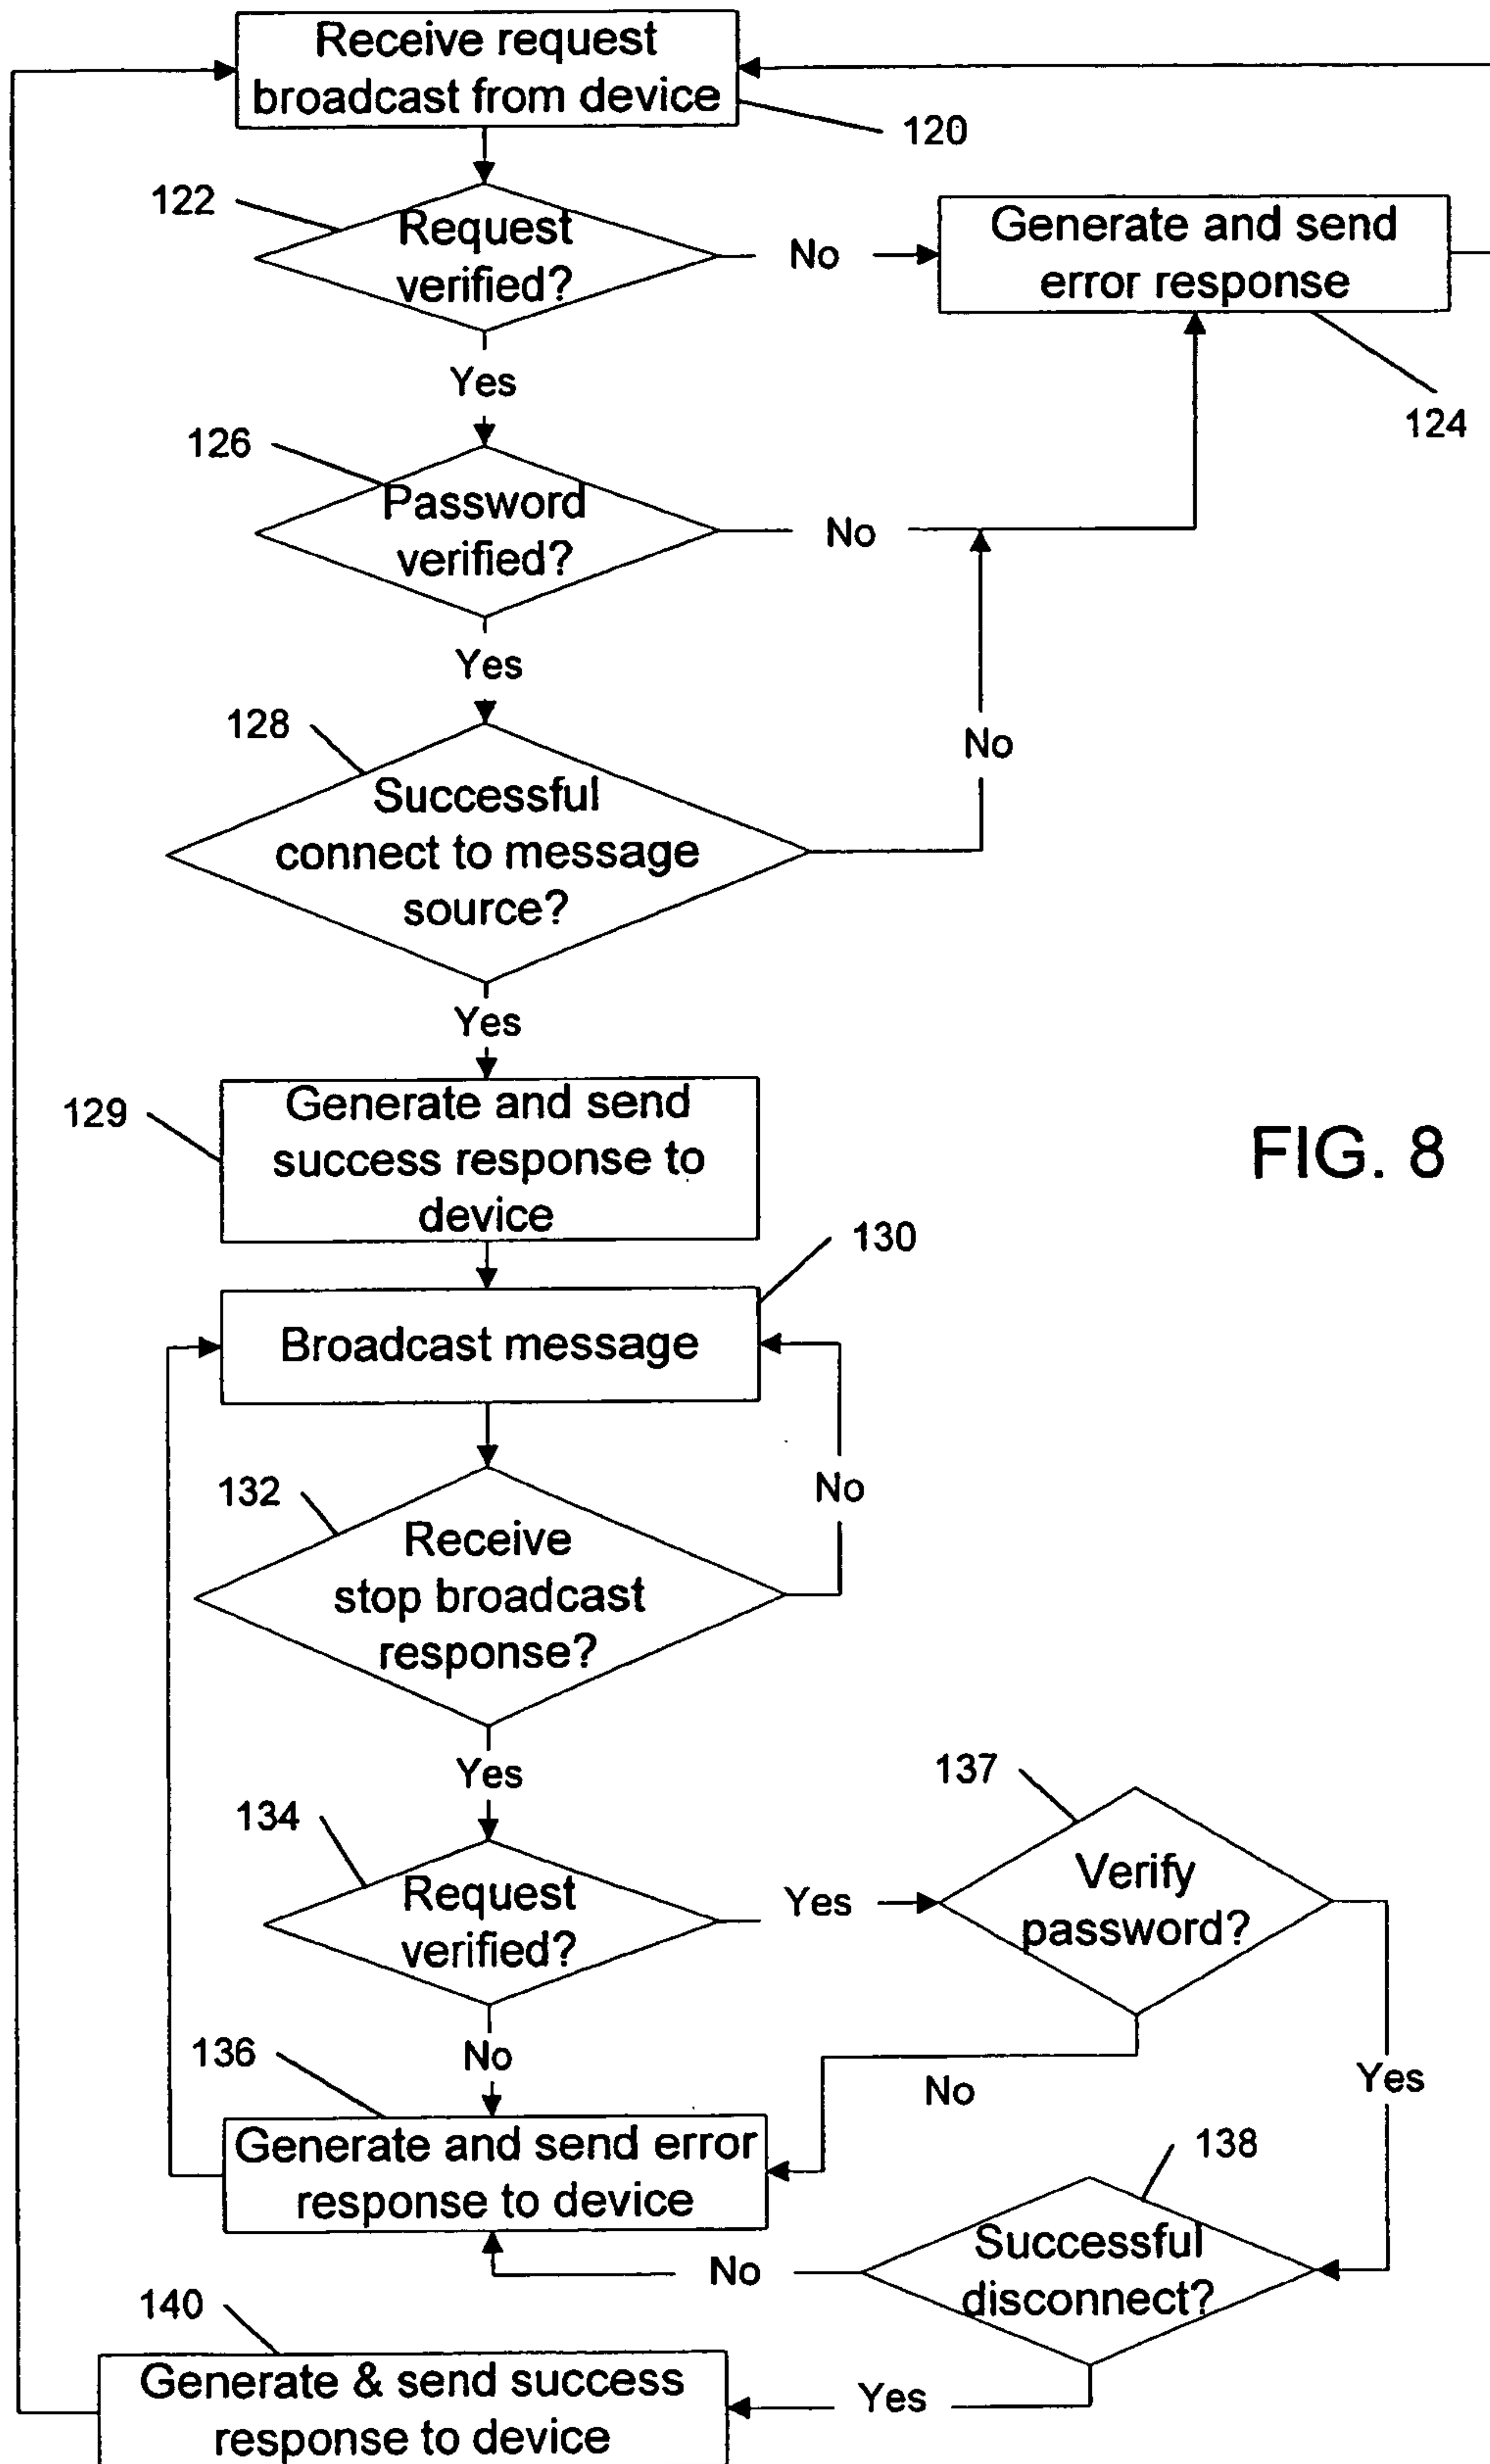 Receive request
broadcast from device
120
122
Request
verified?
No
Generate and send
error response
124
Yes
126
Password
verified?
No
Yes
128
No
Successful
connect to message
source?
Yes
129
Generate and send
success response to
device
FIG. 8
130
Broadcast message
No
132
Receive
stop broadcast
response?
Yes
137
134
Request
verified?
Yes
Verify
password?
136
No
No
Yes
Generate and send error
response to device
138
Successful
disconnect?
No
140
Generate & send success
response to device
Yes